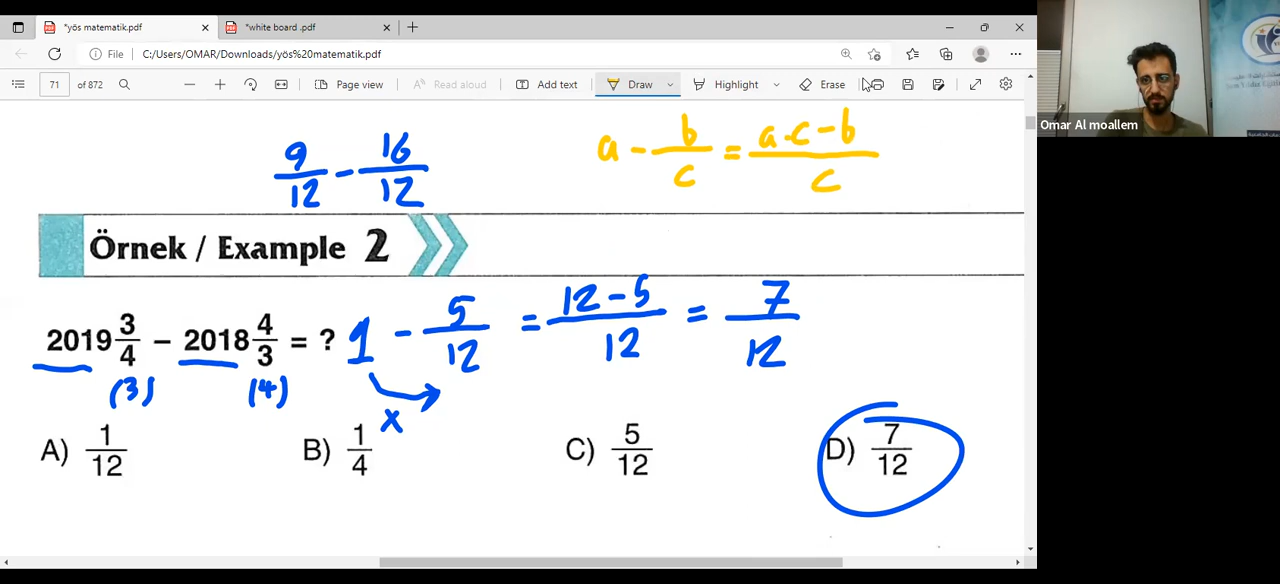 *yös matematik.pdf
*white board .pdf
File
C:/Users/OMAR/Downloads/yös%20matematik.pdf
71 of 872
Page view
Read aloud
Add text
Draw
Highlight
Erase
Omar Al moallem
9/12 - 16/12
a - b/c = a·c-b/c
Örnek / Example 2
2019 3/4 - 2018 4/3 = ? 1 - 5/12 = 12-5/12 = 7/12
(3) (4)
x
A) 1/12 B) 1/4 C) 5/12 D) 7/12